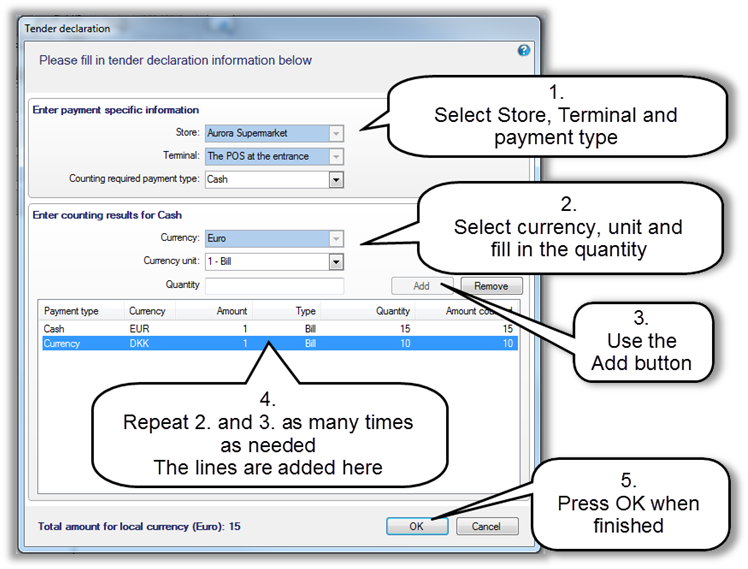 Tender declaration
Please fill in tender declaration information below
Enter payment specific information
Store: Aurora Supermarket
Terminal: The POS at the entrance
Counting required payment type: Cash
1.
Select Store, Terminal and
payment type
Enter counting results for Cash
Currency: Euro
Currency unit: 1 - Bill
Quantity
Add Remove
2.
Select currency, unit and
fill in the quantity
Payment type Currency Amount Type Quantity
Cash EUR 1 Bill 15 15
Currency DKK 1 Bill 10 10
3.
Use the
Add button
4.
Repeat 2. and 3. as many times
as needed
The lines are added here
5.
Press OK when
finished
Total amount for local currency (Euro): 15
OK Cancel